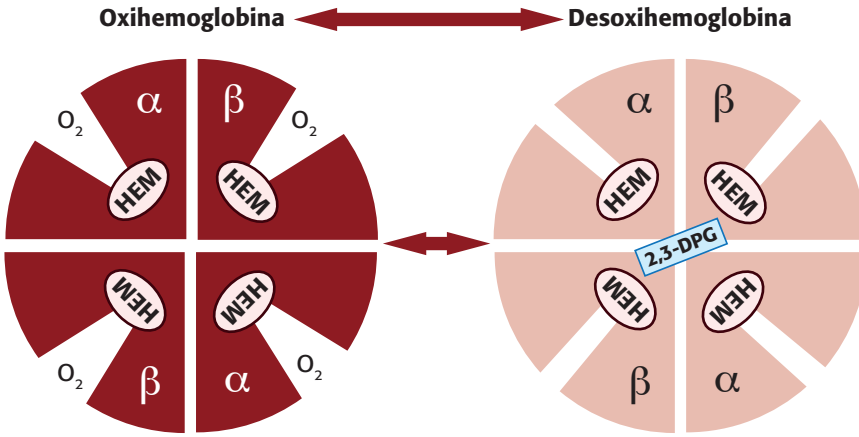 Oxihemoglobina
Desoxihemoglobina
α
β
O₂
O₂
HEM
HEM
HEM
HEM
O₂
β
α
O₂
α
β
HEM
HEM
2,3-DPG
HEM
HEM
β
α